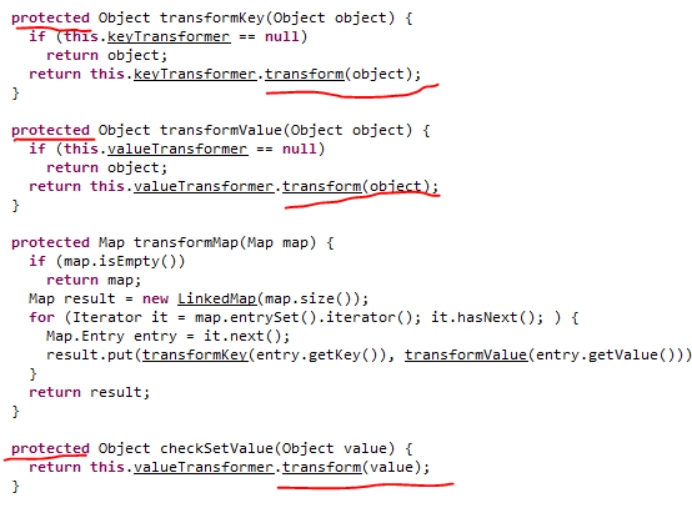 protected Object transformKey(Object object) {
if (this.keyTransformer == null)
return object;
return this.keyTransformer.transform(object);
}
protected Object transformValue(Object object) {
if (this.valueTransformer == null)
return object;
return this.valueTransformer.transform(object);
}
protected Map transformMap(Map map) {
if (map.isEmpty())
return map;
Map result = new LinkedMap(map.size());
for (Iterator it = map.entrySet().iterator(); it.hasNext(); ) {
Map.Entry entry = it.next();
result.put(transformKey(entry.getKey()), transformValue(entry.getValue()))
}
return result;
}
protected Object checkSetValue(Object value) {
return this.valueTransformer.transform(value);
}